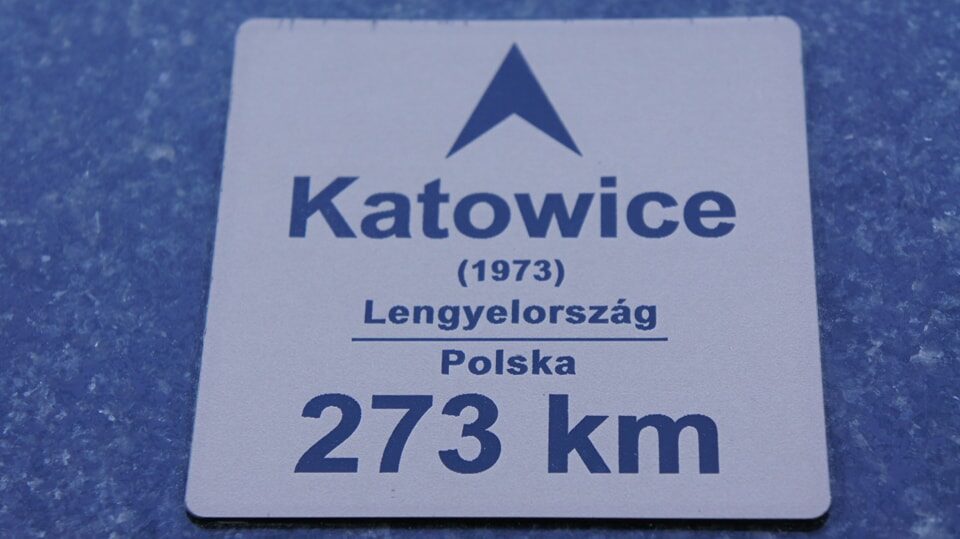 Katowice
(1973)
Lengyelország
Polska
273 km